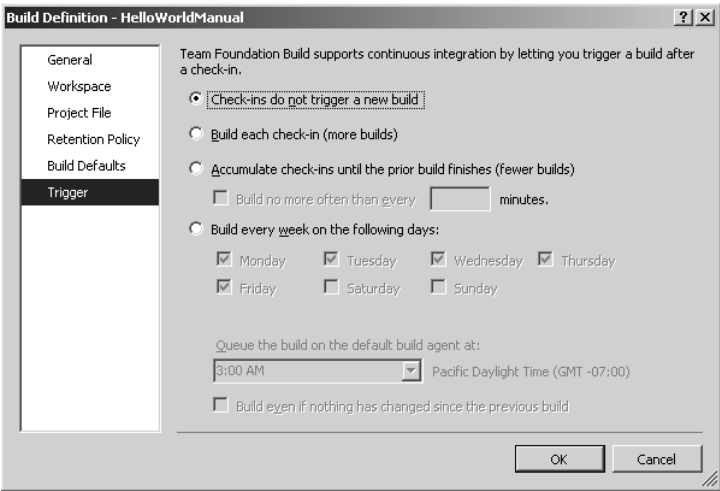 Build Definition - HelloWorldManual
General
Workspace
Project File
Retention Policy
Build Defaults
Trigger
Team Foundation Build supports continuous integration by letting you trigger a build after
a check-in.
Check-ins do not trigger a new build
Build each check-in (more builds)
Accumulate check-ins until the prior build finishes (fewer builds)
Build no more often than every minutes.
Build every week on the following days:
Monday Tuesday Wednesday Thursday
Friday Saturday Sunday
Queue the build on the default build agent at:
3:00 AM Pacific Daylight Time (GMT -07:00)
Build even if nothing has changed since the previous build
OK Cancel